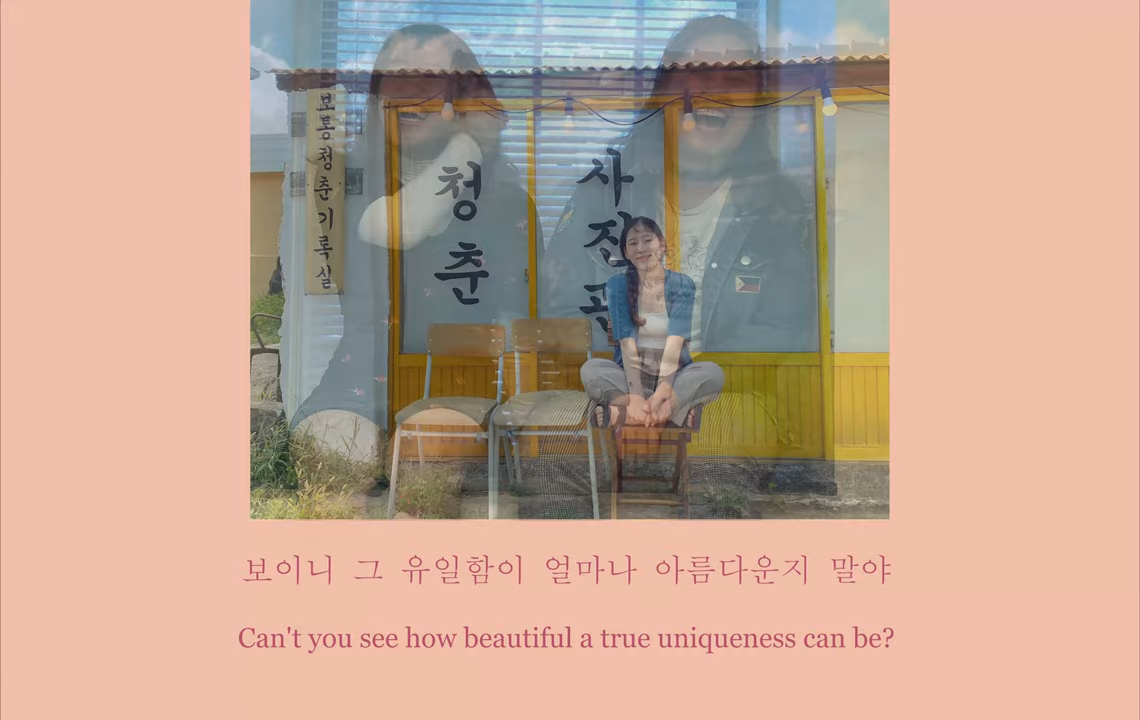 보통청춘기록실
청춘
사진관
보이니 그 유일함이 얼마나 아름다운지 말야
Can't you see how beautiful a true uniqueness can be?